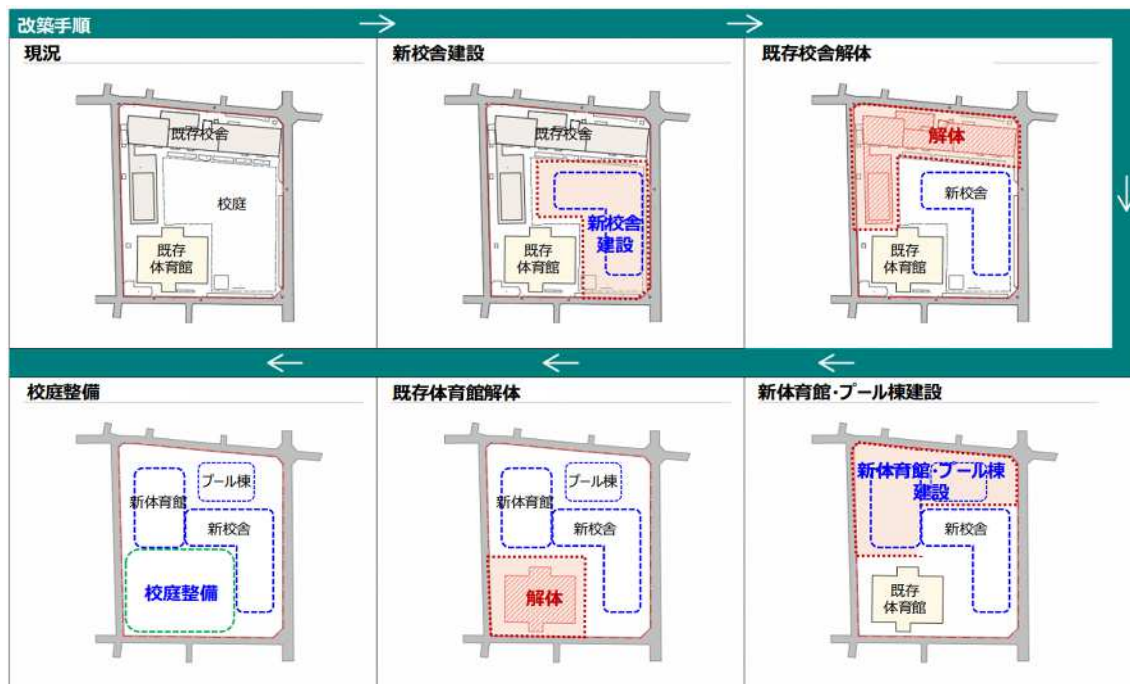 改築手順
現況
既存校舎
校庭
既存
体育館
新校舎建設
既存校舎
新校舎
建設
既存
体育館
既存校舎解体
解体
新校舎
既存
体育館
新体育館・プール棟建設
新体育館・プール棟
建設
新校舎
既存
体育館
既存体育館解体
プール棟
新体育館
新校舎
解体
校庭整備
プール棟
新体育館
新校舎
校庭整備